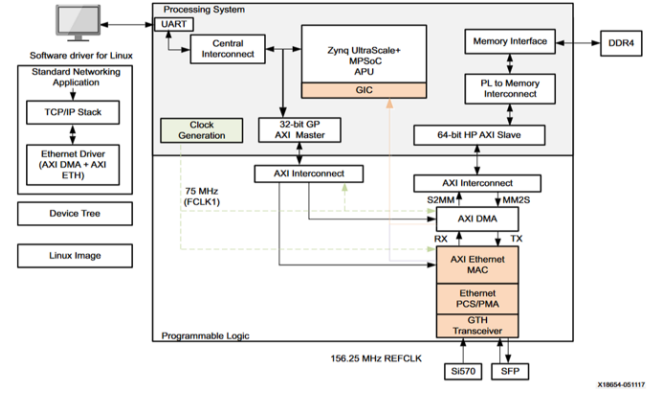 Processing System
UART
Central
Interconnect
Zynq UltraScale+
MPSoC
APU
GIC
Memory Interface
DDR4
PL to Memory
Interconnect
Software driver for Linux
Standard Networking
Application
TCP/IP Stack
Ethernet Driver
(AXI DMA + AXI
ETH)
Device Tree
Linux Image
Clock
Generation
32-bit GP
AXI Master
64-bit HP AXI Slave
AXI Interconnect
AXI Interconnect
75 MHz
(FCLK1)
S2MM
MM2S
AXI DMA
RX
TX
AXI Ethernet
MAC
Ethernet
PCS/PMA
GTH
Transceiver
Programmable Logic
156.25 MHz REFCLK
Si570
SFP
X18654-051117